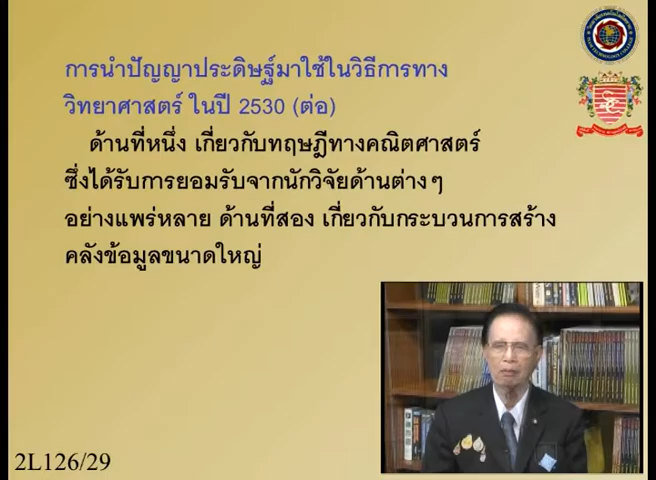 การนำปัญญาประดิษฐ์มาใช้ในวิธีการทาง
วิทยาศาสตร์ ในปี 2530 (ต่อ)
ด้านที่หนึ่ง เกี่ยวกับทฤษฎีทางคณิตศาสตร์
ซึ่งได้รับการยอมรับจากนักวิจัยด้านต่างๆ
อย่างแพร่หลาย ด้านที่สอง เกี่ยวกับกระบวนการสร้าง
คลังข้อมูลขนาดใหญ่
2L126/29